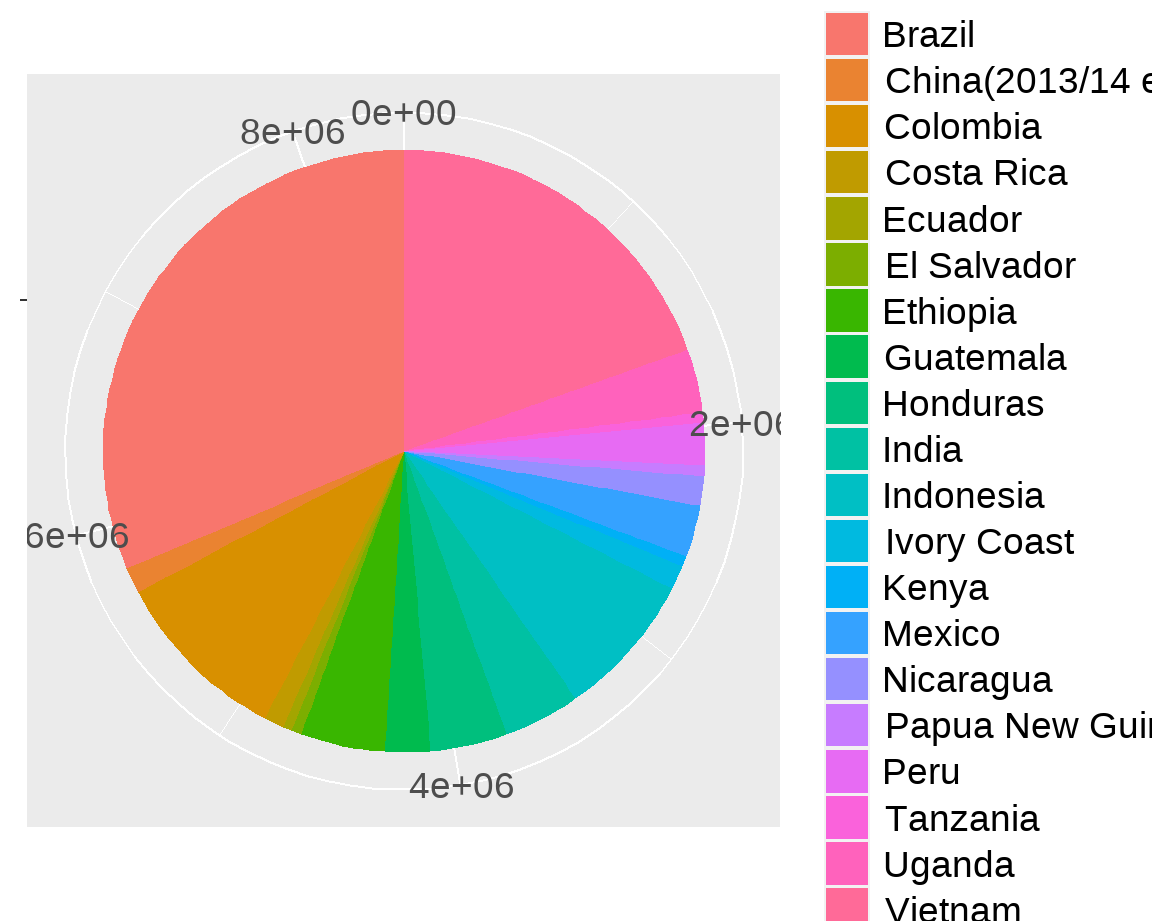 0e+00
8e+06
2e+06
6e+06
4e+06
Brazil
China(2013/14 e
Colombia
Costa Rica
Ecuador
El Salvador
Ethiopia
Guatemala
Honduras
India
Indonesia
Ivory Coast
Kenya
Mexico
Nicaragua
Papua New Gui
Peru
Tanzania
Uganda
Vietnam